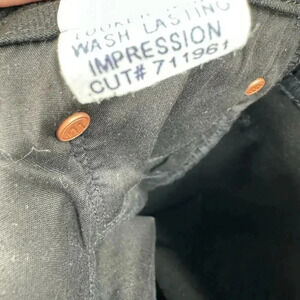 WASH LASTING
IMPRESSION
CUT# 711961